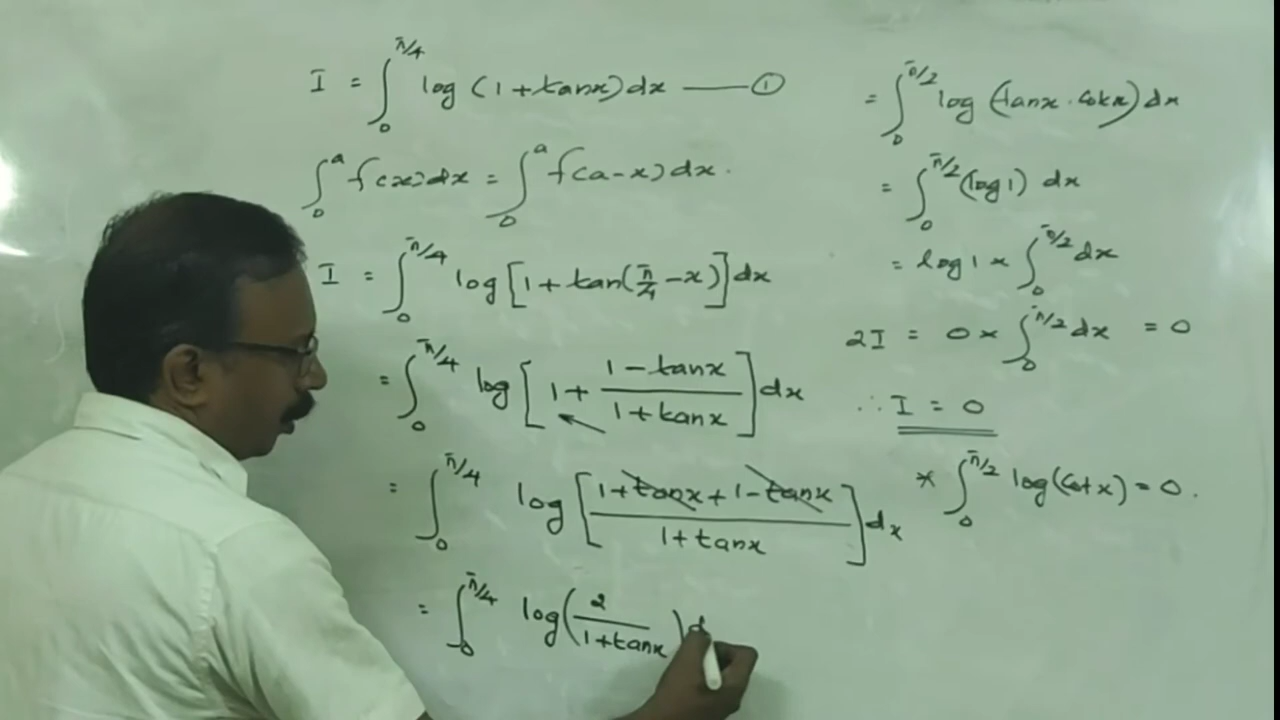 I = ∫₀^{π/4} log (1+tanx) dx —— ①
∫₀^a f(x) dx = ∫₀^a f(a-x) dx.
I = ∫₀^{π/4} log [1 + tan(π/4 - x)] dx
= ∫₀^{π/4} log [1 + (1 - tanx)/(1 + tanx)] dx
= ∫₀^{π/4} log [(1+tanx + 1-tanx)/(1+tanx)] dx
= ∫₀^{π/4} log (2/(1+tanx)) d
= ∫₀^{π/2} log (tanx · cotx) dx
= ∫₀^{π/2} (log 1) dx
= log 1 × ∫₀^{π/2} dx
2I = 0 × ∫₀^{π/2} dx = 0
∴ I = 0
* ∫₀^{π/2} log(cot x) = 0.